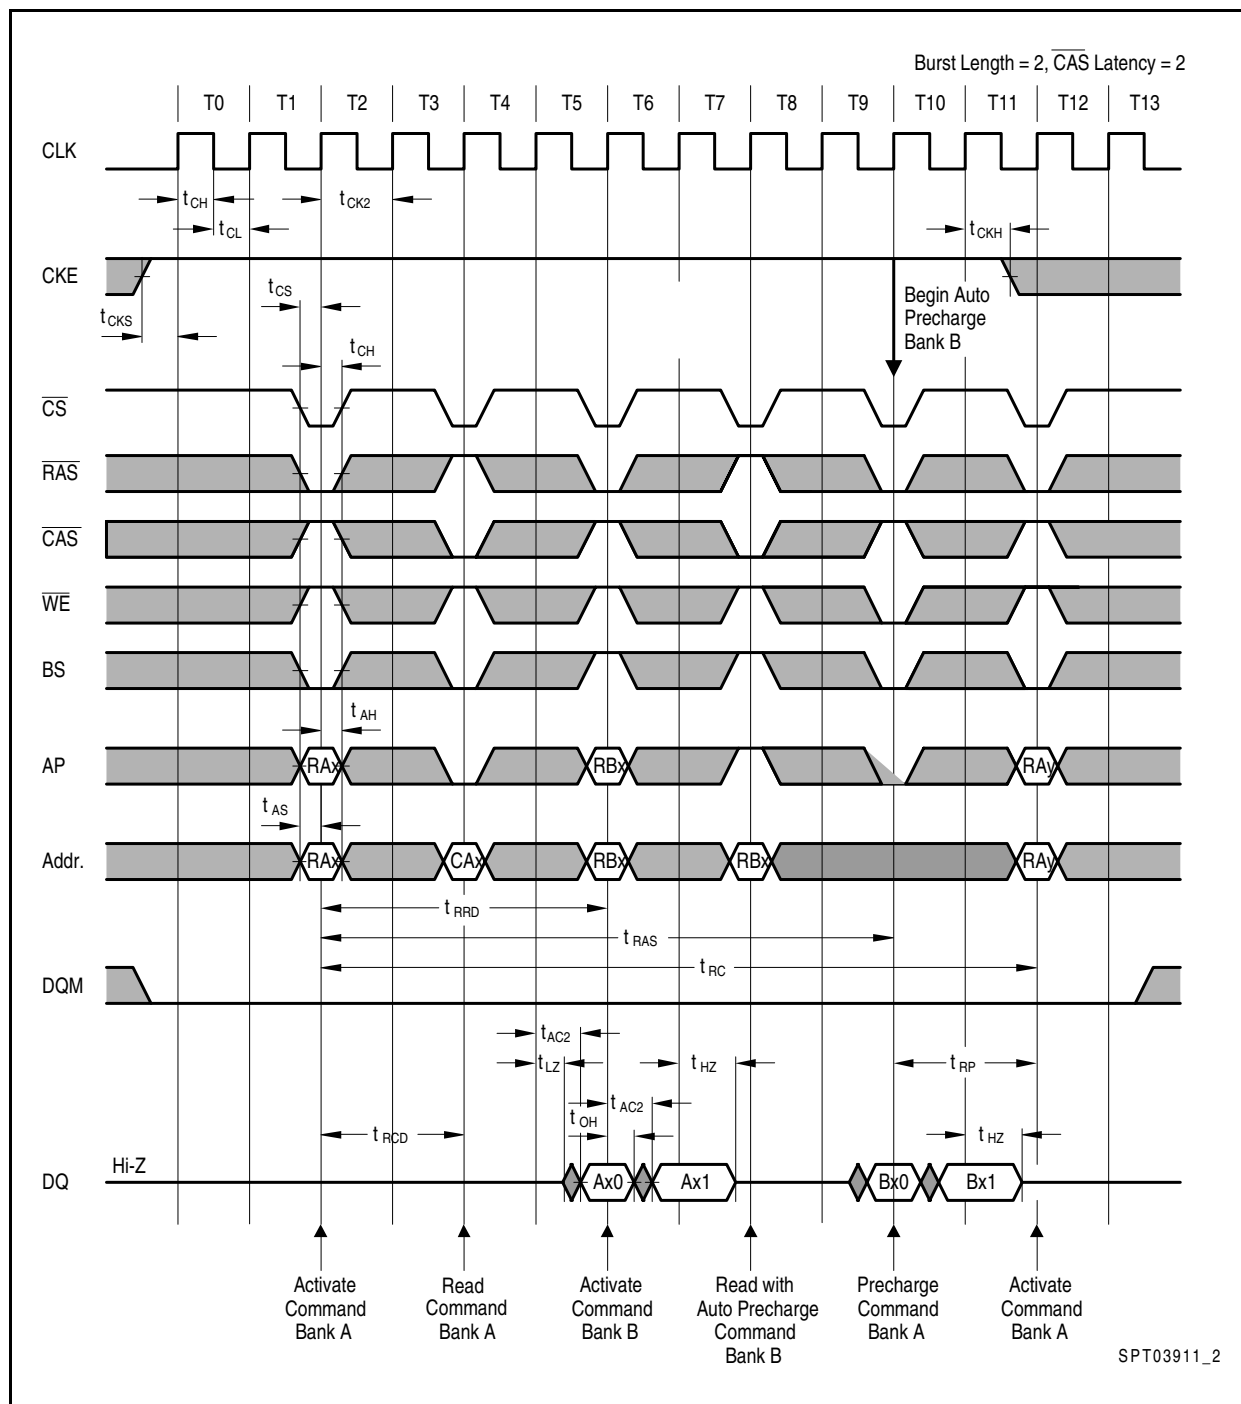 Burst Length = 2, CAS Latency = 2
T0 T1 T2 T3 T4 T5 T6 T7 T8 T9 T10 T11 T12 T13
CLK
tCH
tCK2
tCL
tCKH
CKE
tCS
tCKS
Begin Auto
Precharge
Bank B
tCH
CS
RAS
CAS
WE
BS
tAH
AP RAx RBx RAy
tAS
Addr. RAx CAx RBx RBx RAy
tRRD
tRAS
tRC
DQM
tAC2
tLZ tHZ tRP
tAC2
tOH
tRCD tHZ
Hi-Z
DQ Ax0 Ax1 Bx0 Bx1
Activate
Command
Bank A
Read
Command
Bank A
Activate
Command
Bank B
Read with
Auto Precharge
Command
Bank B
Precharge
Command
Bank A
Activate
Command
Bank A
SPT03911_2